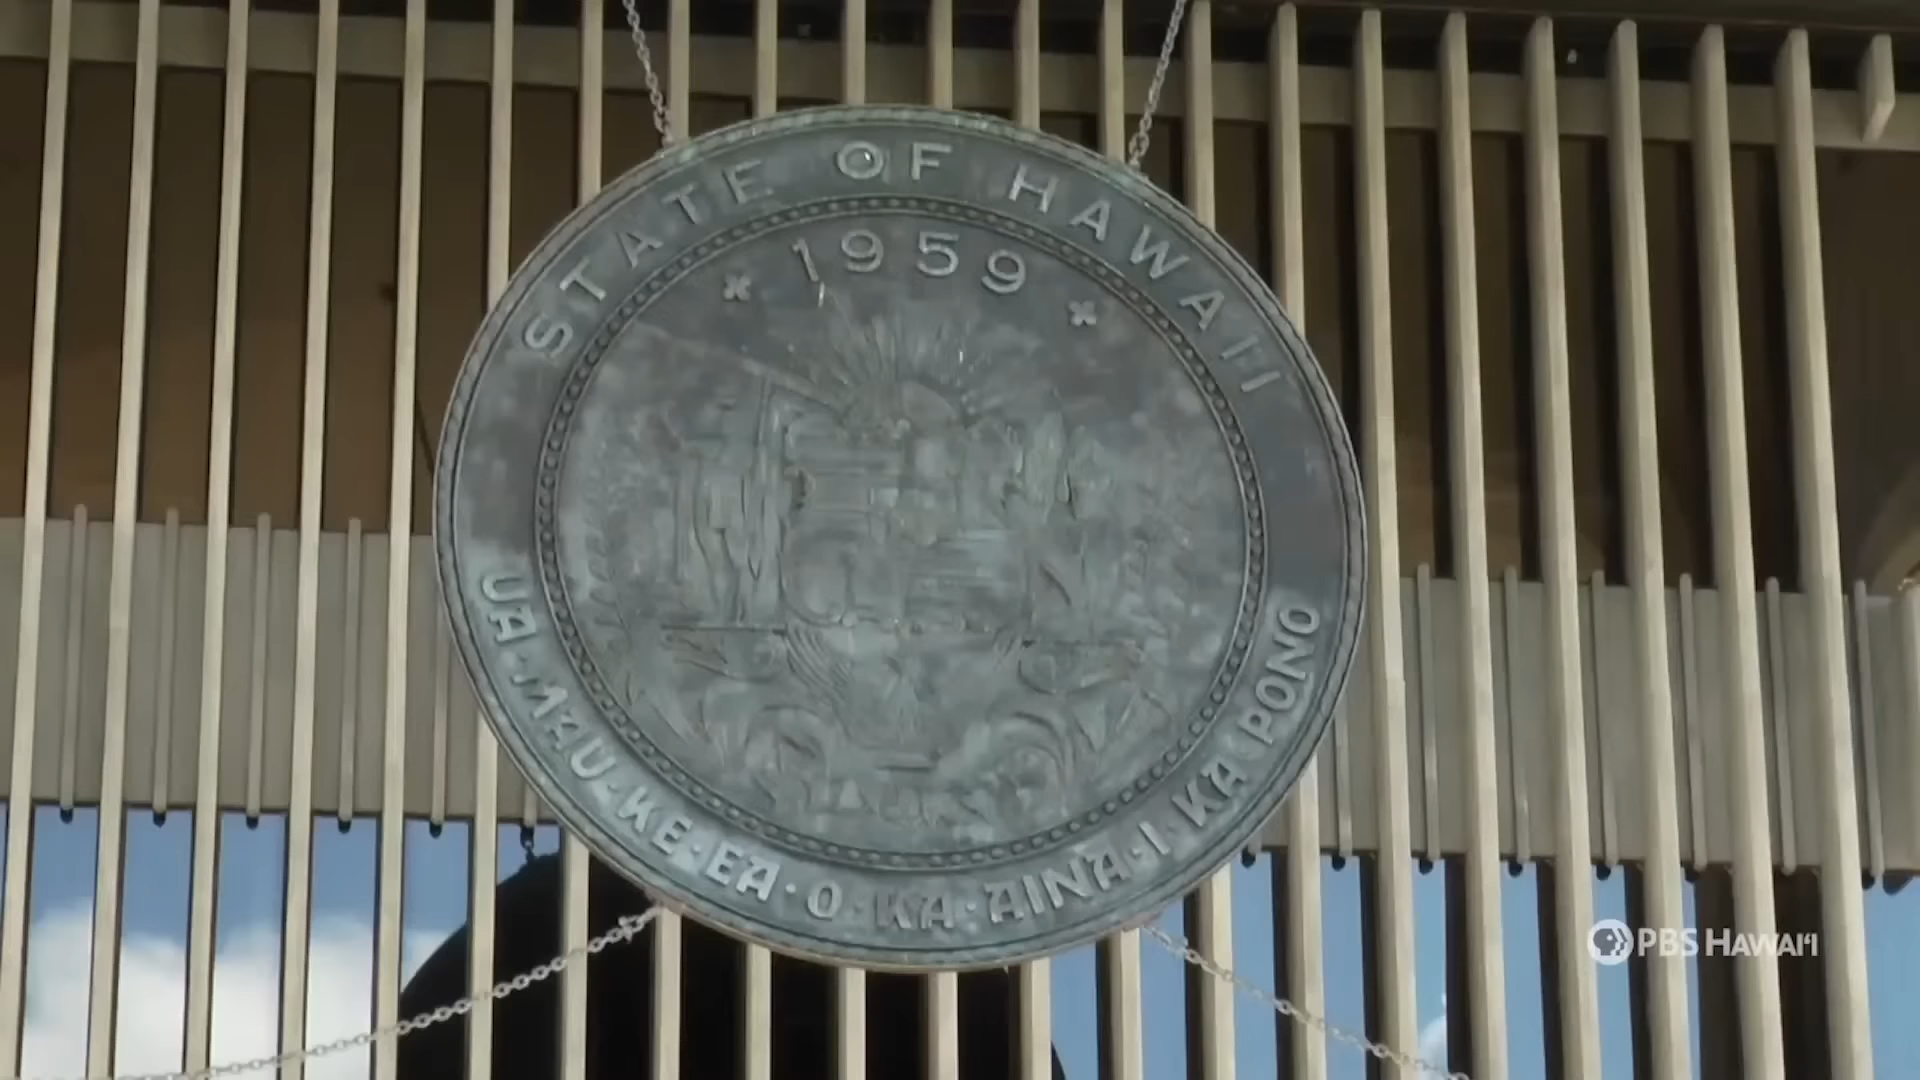 STATE OF HAWAII
1959
UA·MAU·KE·EA·O·KA·AINA·I·KA·PONO
PBS HAWAIʻI